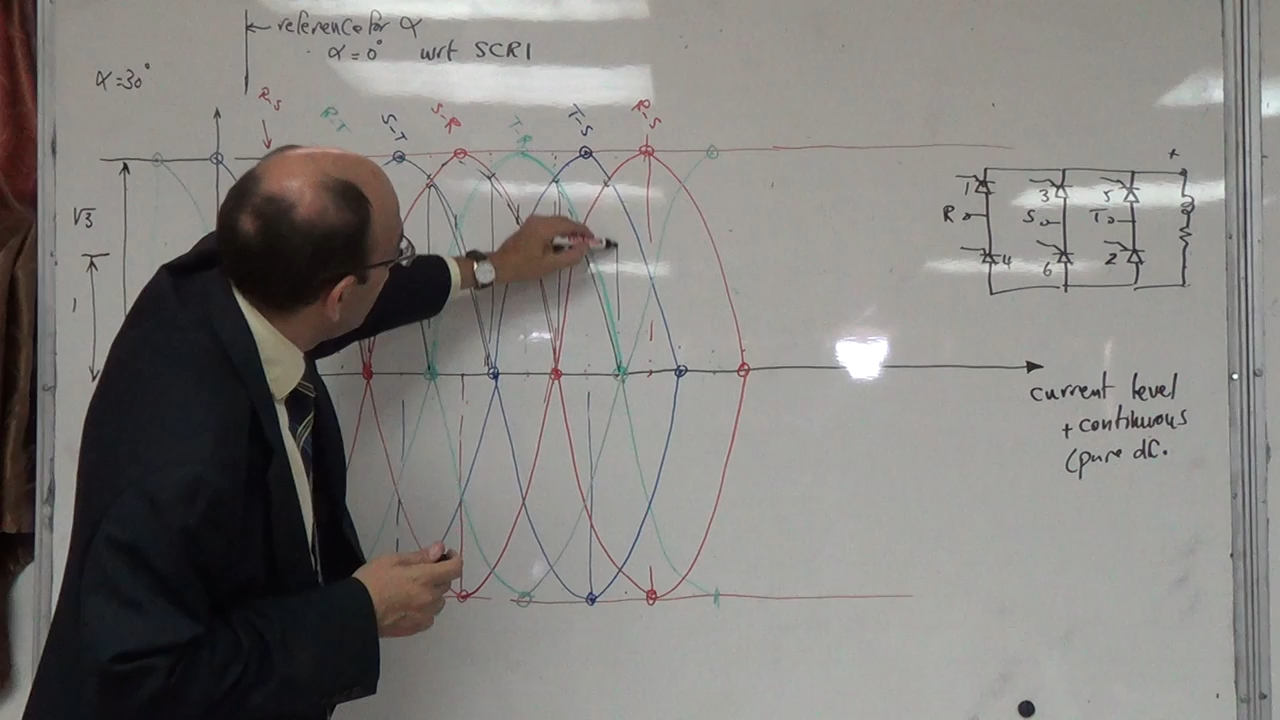 ← reference for α
α = 0° wrt SCR1
α = 30°
R-S
R-T
S-T
S-R
T-R
T-S
R-S
√3
1
+
1
3
5
R
S
T
4
6
2
current level
+ continuous
(pure dC.